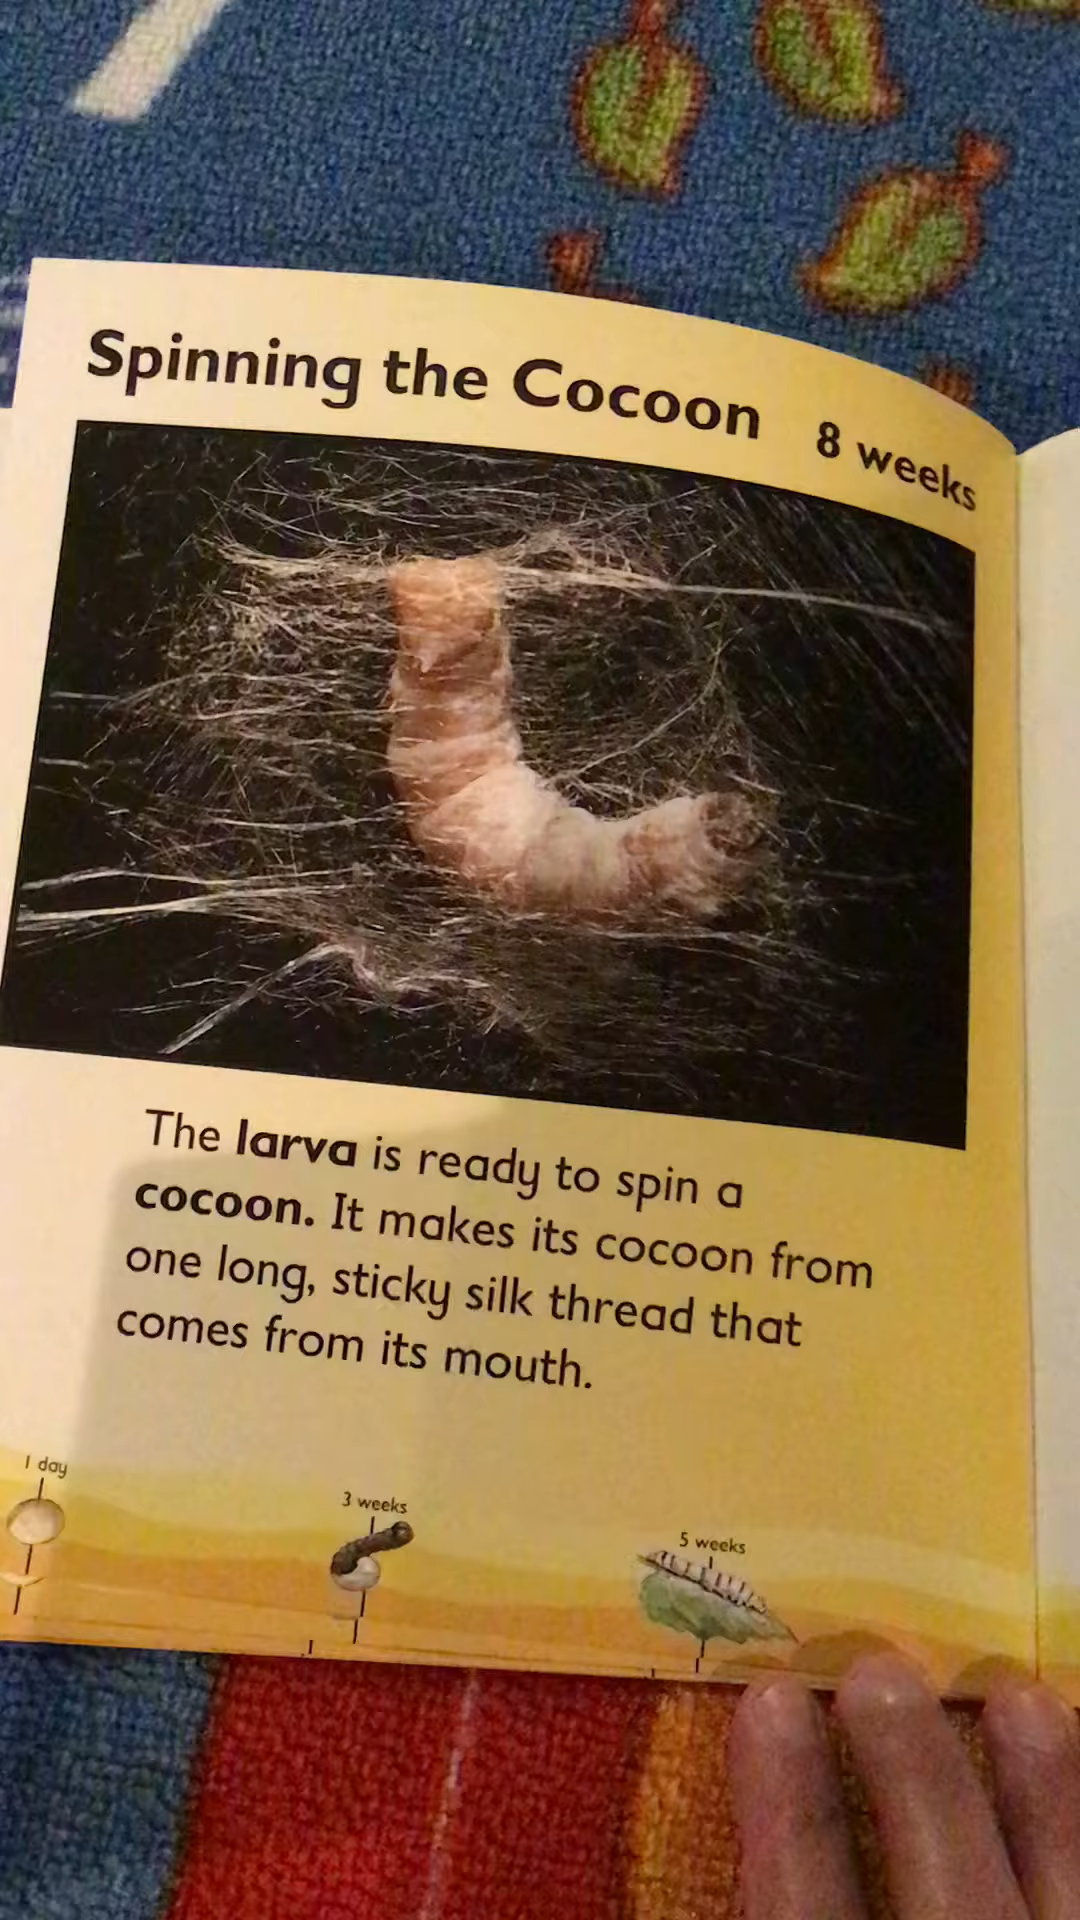 Spinning the Cocoon
8 weeks
The larva is ready to spin a
cocoon. It makes its cocoon from
one long, sticky silk thread that
comes from its mouth.
1 day
3 weeks
5 weeks